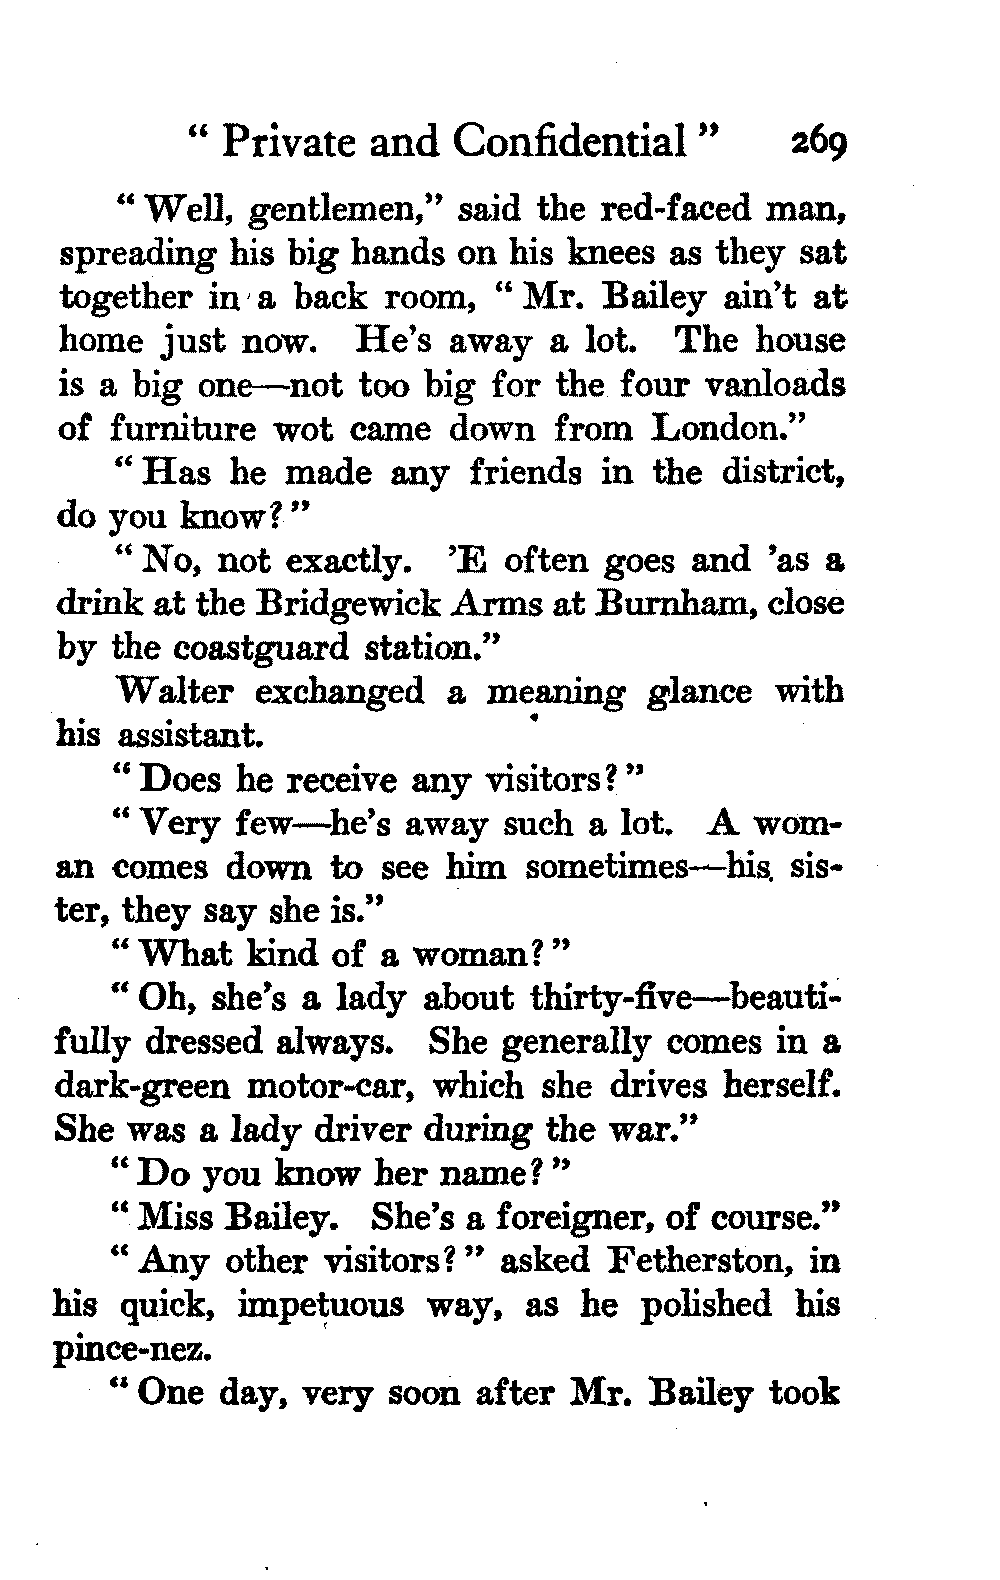 “ Private and Confidential ” 269
“ Well, gentlemen,” said the red-faced man,
spreading his big hands on his knees as they sat
together in a back room, “ Mr. Bailey ain’t at
home just now. He’s away a lot. The house
is a big one—not too big for the four vanloads
of furniture wot came down from London.”
“ Has he made any friends in the district,
do you know? ”
“ No, not exactly. ’E often goes and ’as a
drink at the Bridgewick Arms at Burnham, close
by the coastguard station.”
Walter exchanged a meaning glance with
his assistant.
“ Does he receive any visitors? ”
“ Very few—he’s away such a lot. A wom-
an comes down to see him sometimes—his sis-
ter, they say she is.”
“ What kind of a woman? ”
“ Oh, she’s a lady about thirty-five—beauti-
fully dressed always. She generally comes in a
dark-green motor-car, which she drives herself.
She was a lady driver during the war.”
“ Do you know her name? ”
“ Miss Bailey. She’s a foreigner, of course.”
“ Any other visitors? ” asked Fetherston, in
his quick, impetuous way, as he polished his
pince-nez.
“ One day, very soon after Mr. Bailey took